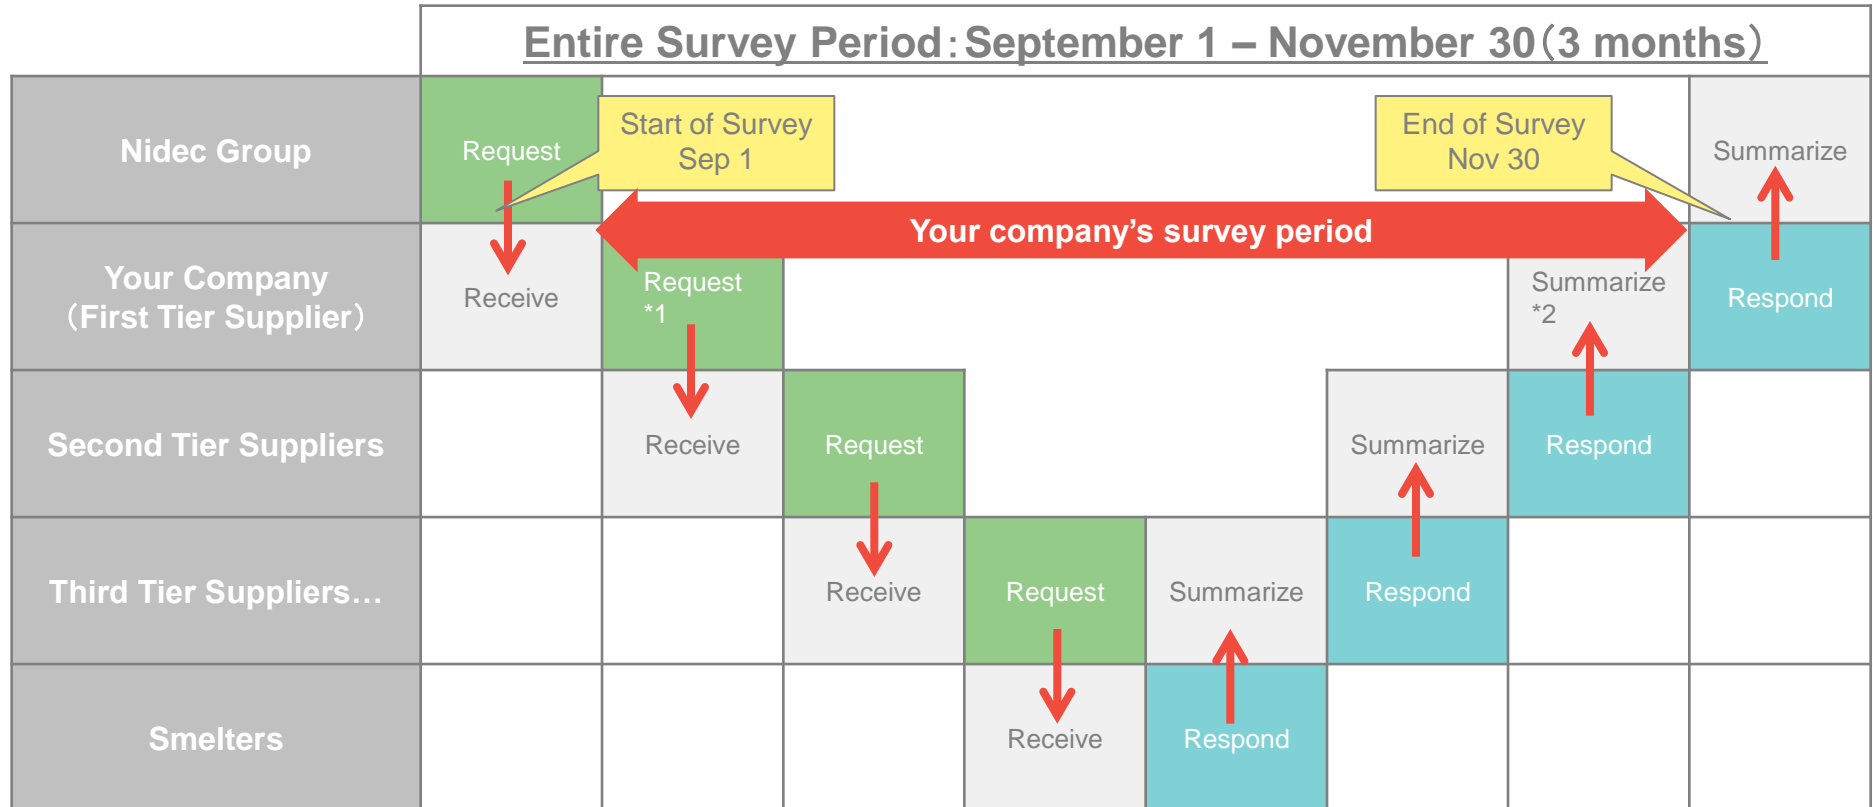 Entire Survey Period：September 1 – November 30（3 months）
Nidec Group
Request
Start of Survey
Sep 1
End of Survey
Nov 30
Summarize
Your company’s survey period
Your Company
（First Tier Supplier）
Receive
Request
*1
Summarize
*2
Respond
Second Tier Suppliers
Receive
Request
Summarize
Respond
Third Tier Suppliers…
Receive
Request
Summarize
Respond
Smelters
Receive
Respond